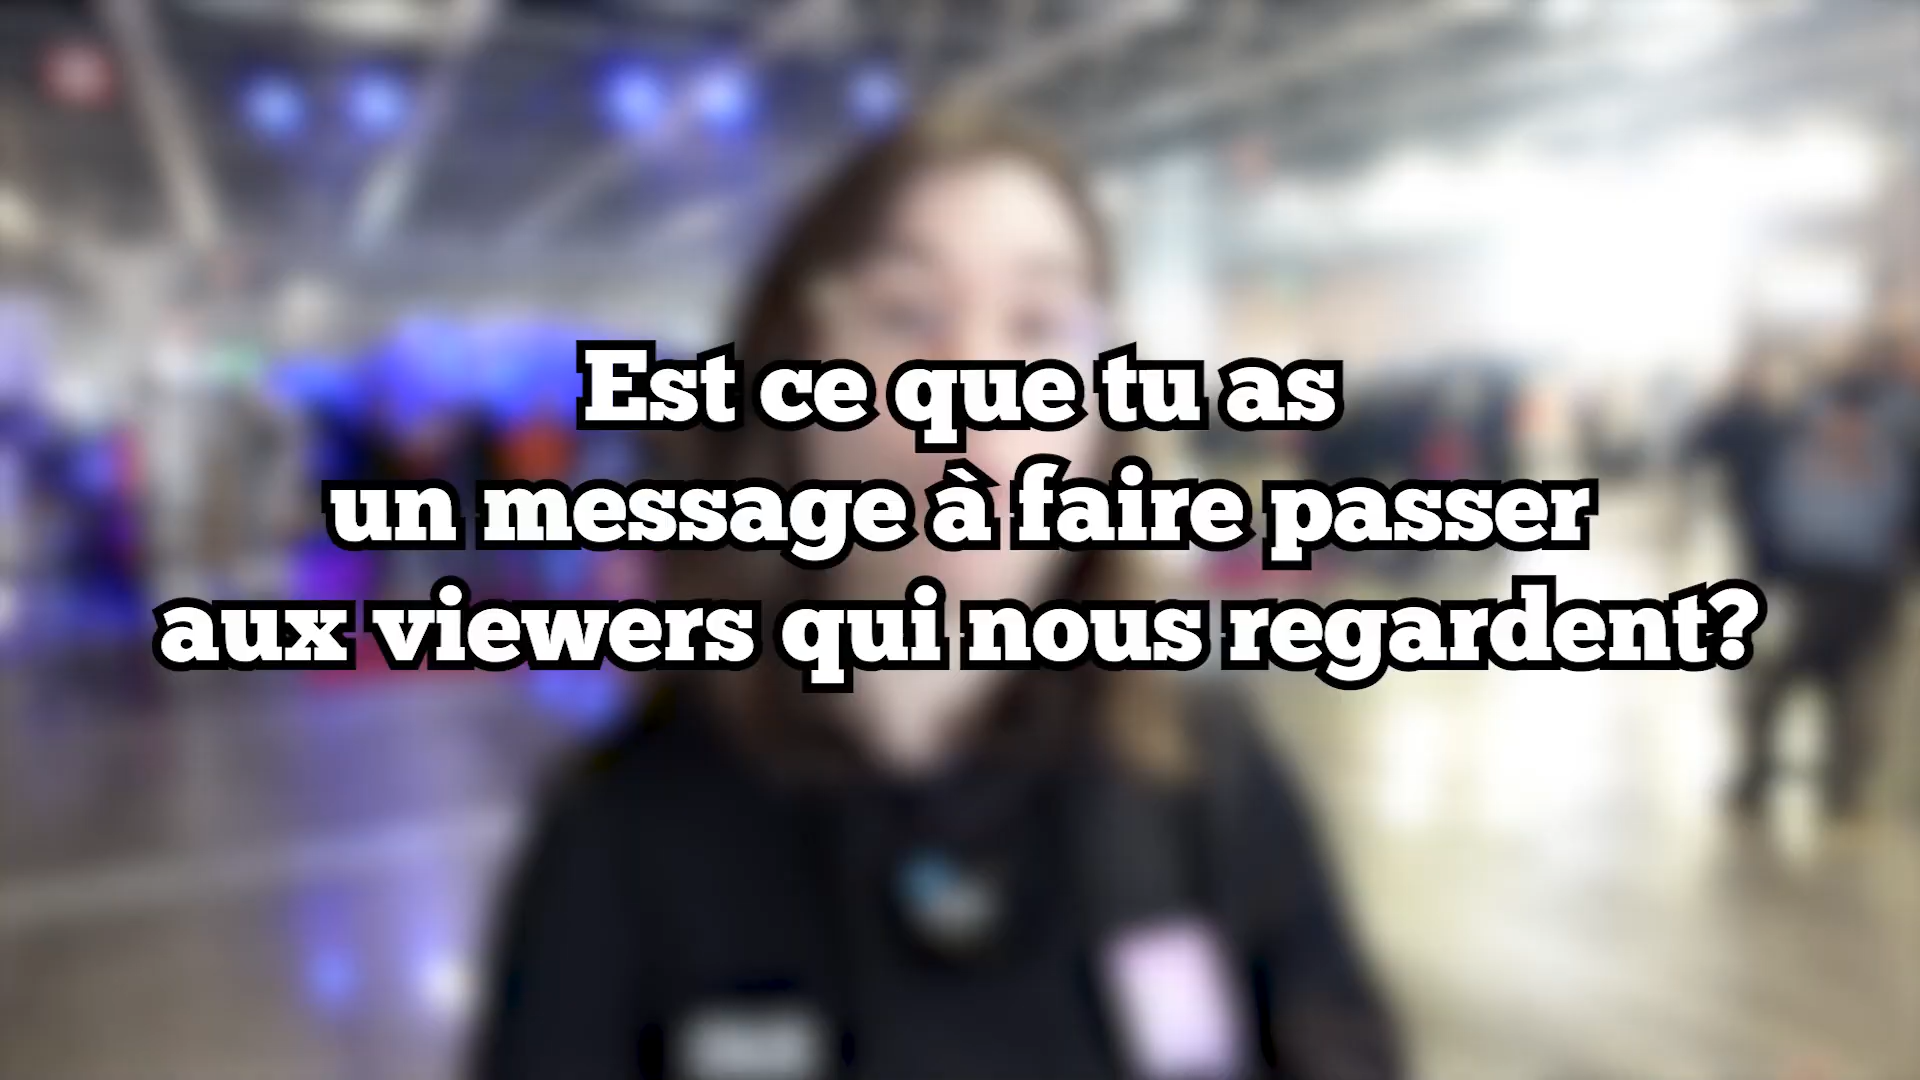 Est ce que tu as
un message à faire passer
aux viewers qui nous regardent?